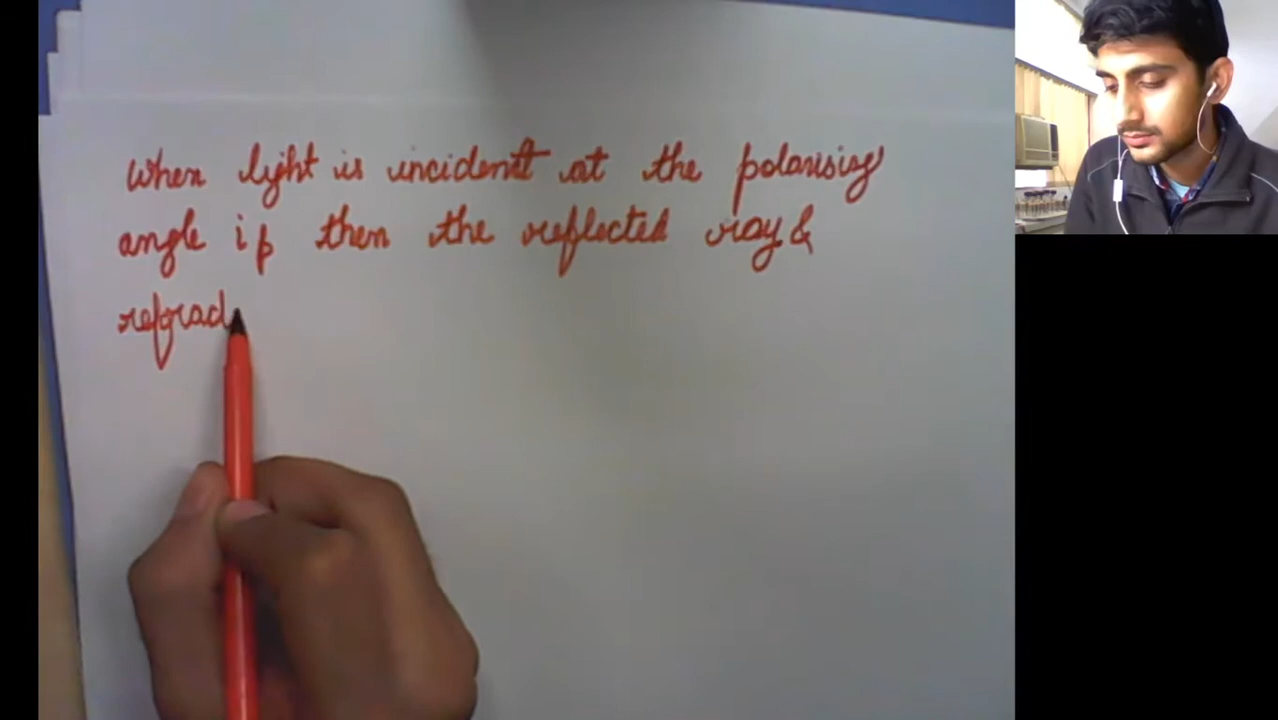 When light is incident at the polarising
angle ip then the reflected ray &
refrac